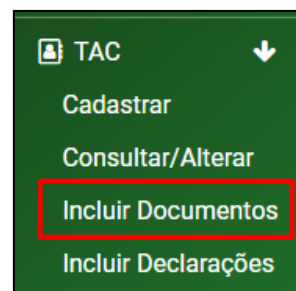 TAC
Cadastrar
Consultar/Alterar
Incluir Documentos
Incluir Declarações